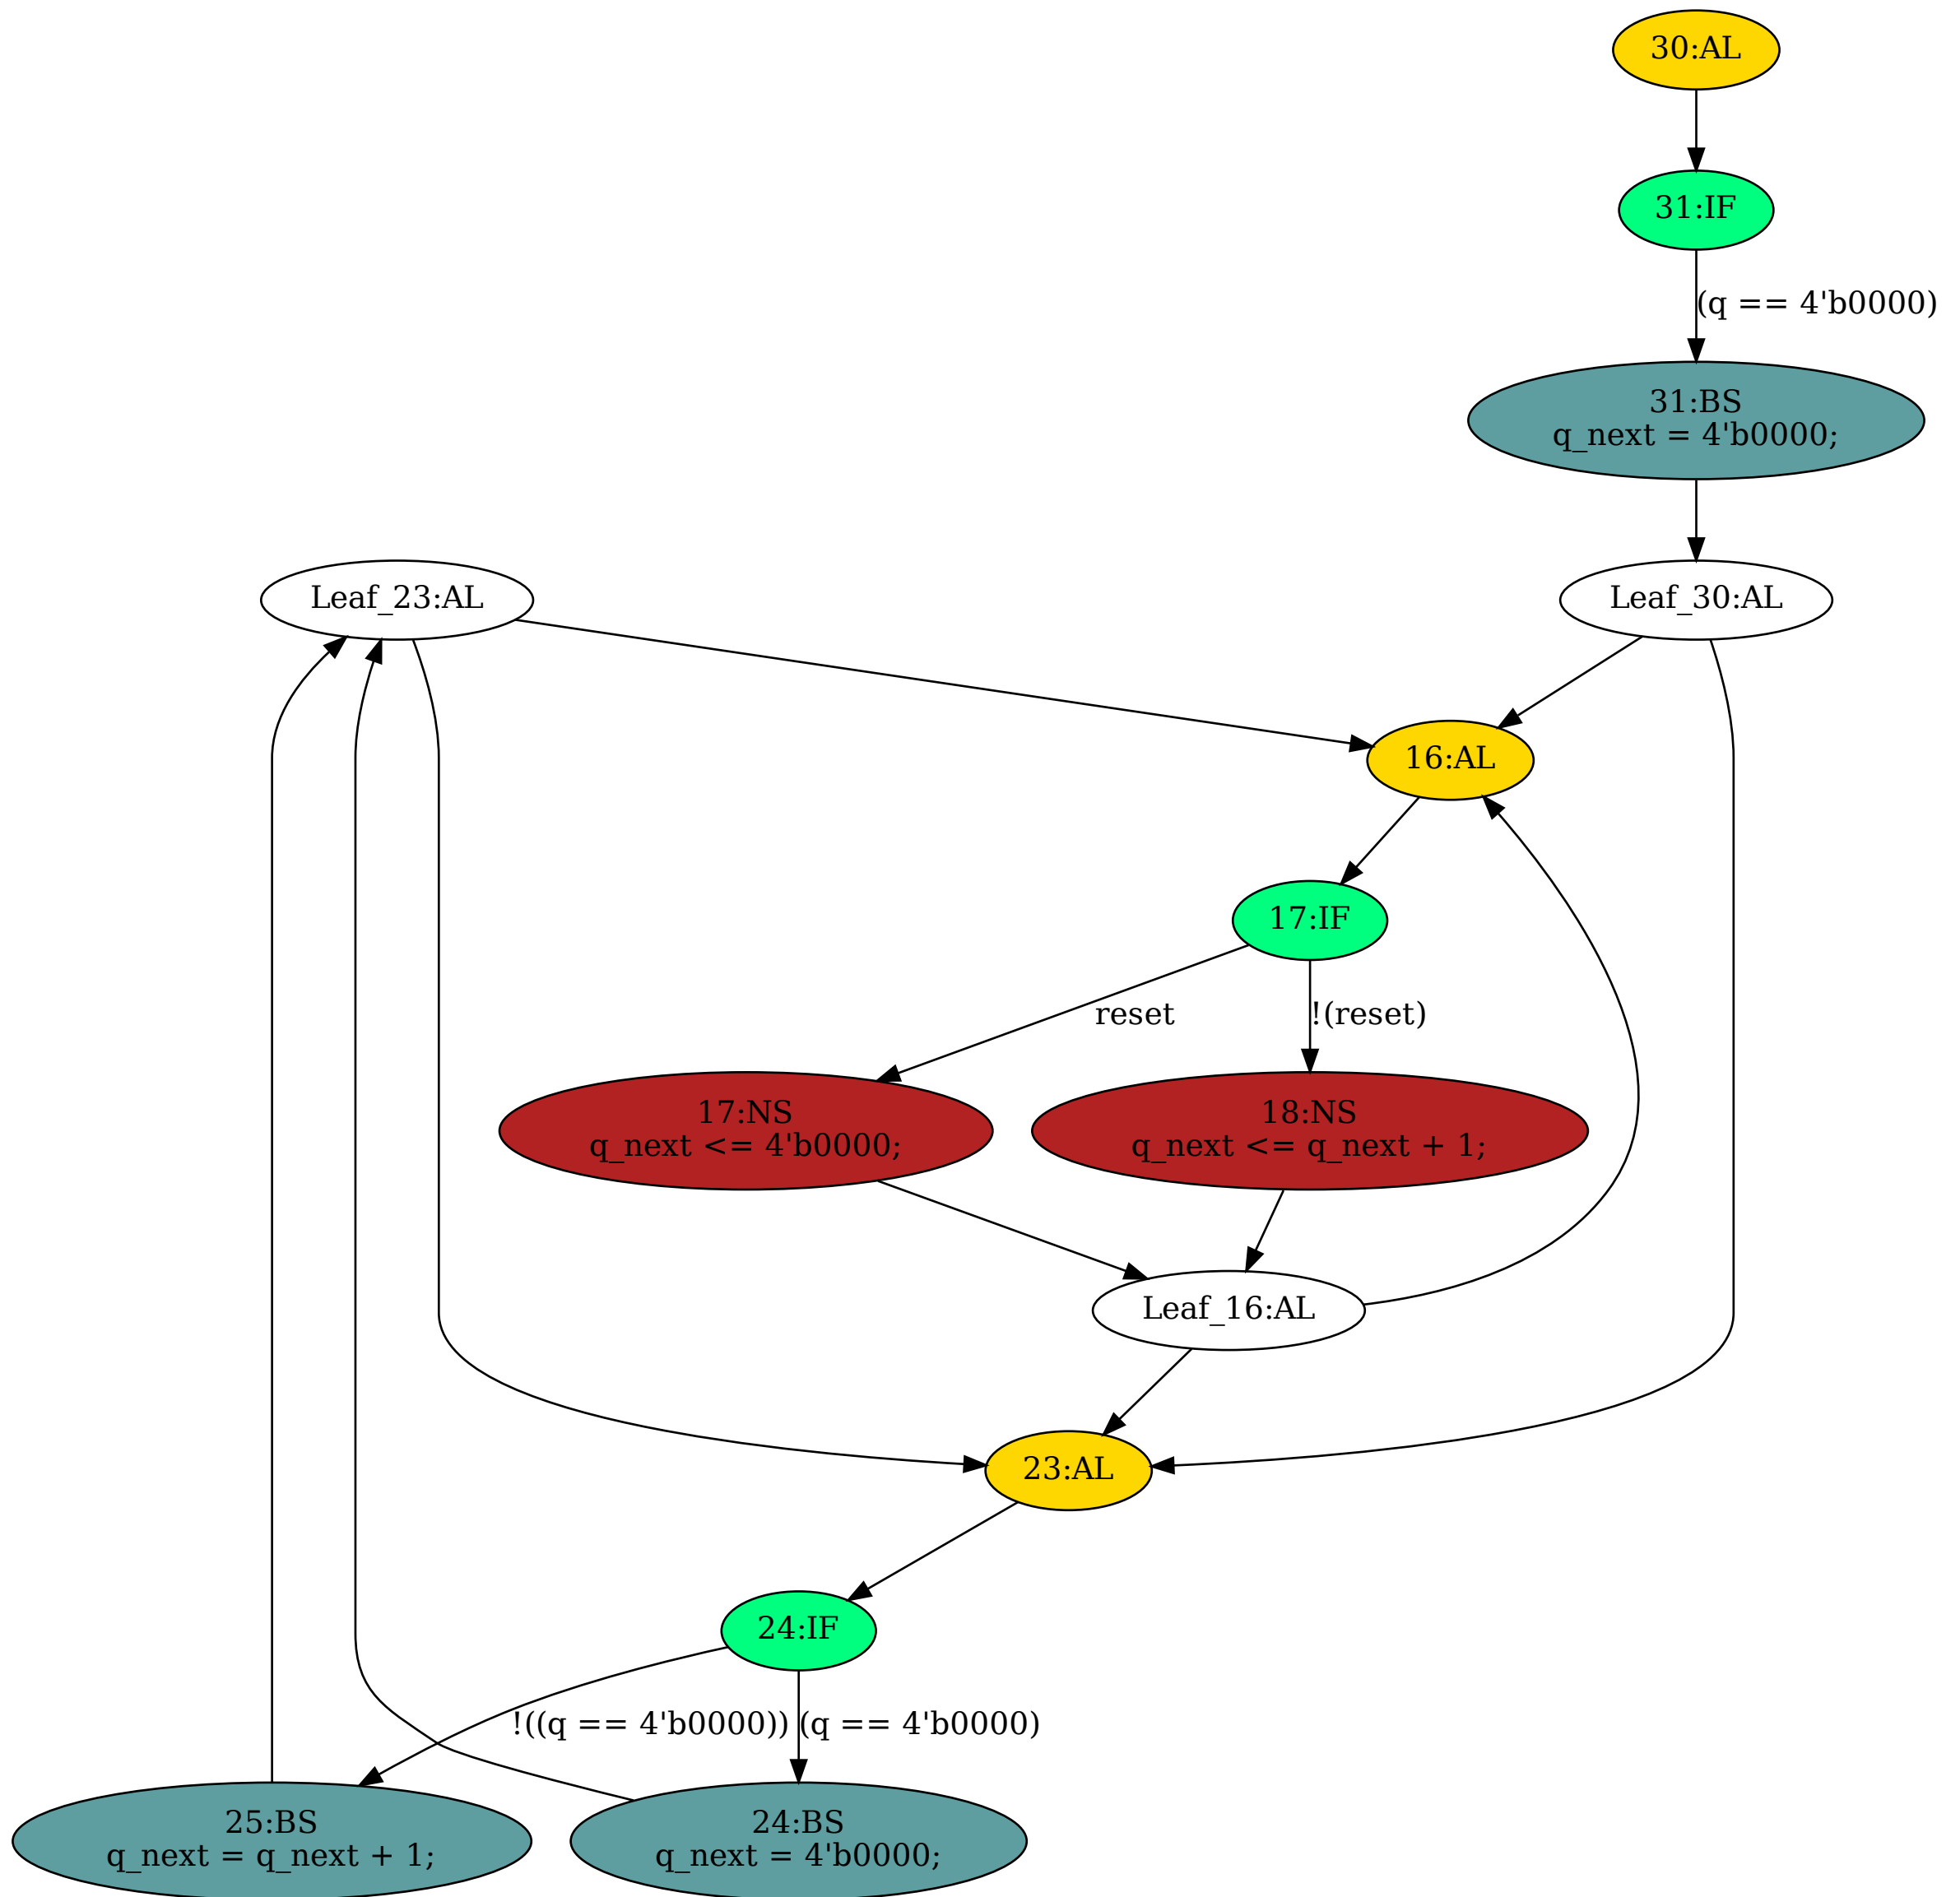 30:AL
31:IF
(q == 4'b0000)
31:BS
q_next = 4'b0000;
Leaf_23:AL
Leaf_30:AL
16:AL
17:IF
reset
!(reset)
17:NS
q_next <= 4'b0000;
18:NS
q_next <= q_next + 1;
Leaf_16:AL
23:AL
24:IF
!((q == 4'b0000))
(q == 4'b0000)
25:BS
q_next = q_next + 1;
24:BS
q_next = 4'b0000;